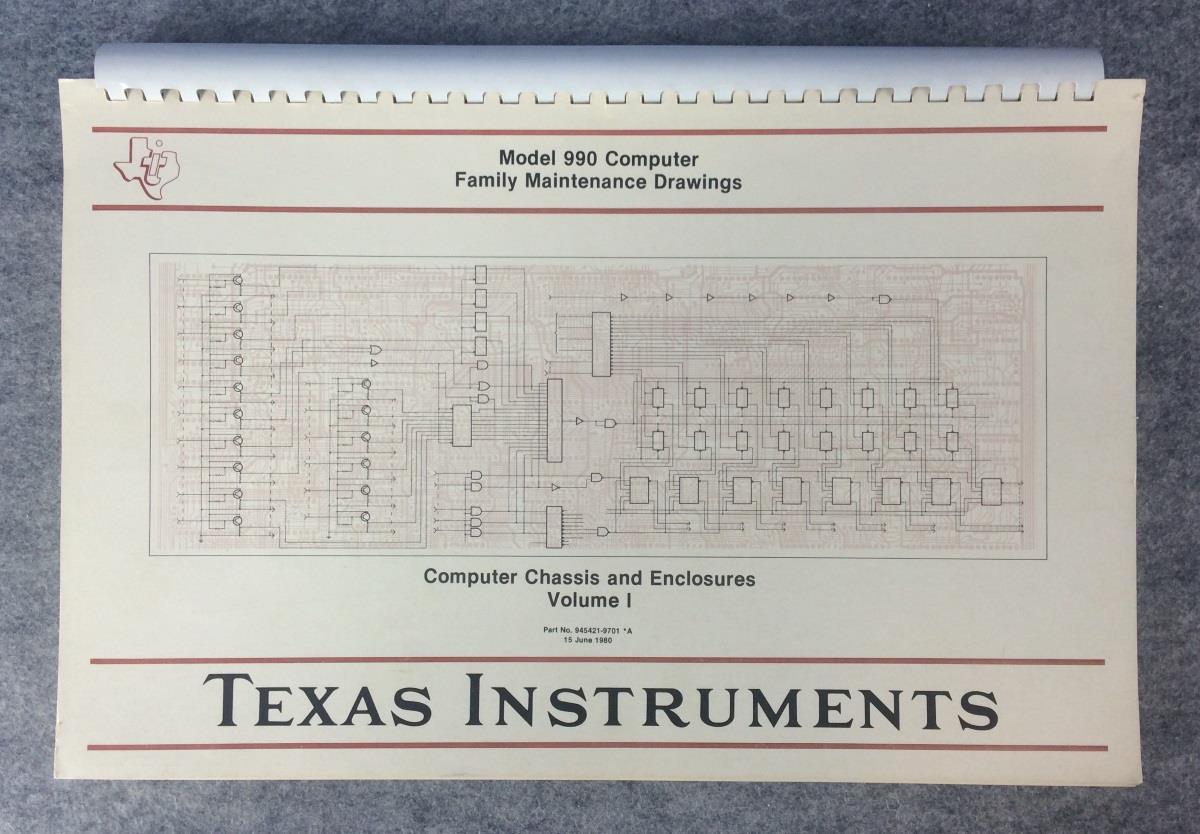 Model 990 Computer
Family Maintenance Drawings
Computer Chassis and Enclosures
Volume I
Part No. 945421-9701 *A
15 June 1980
TEXAS INSTRUMENTS